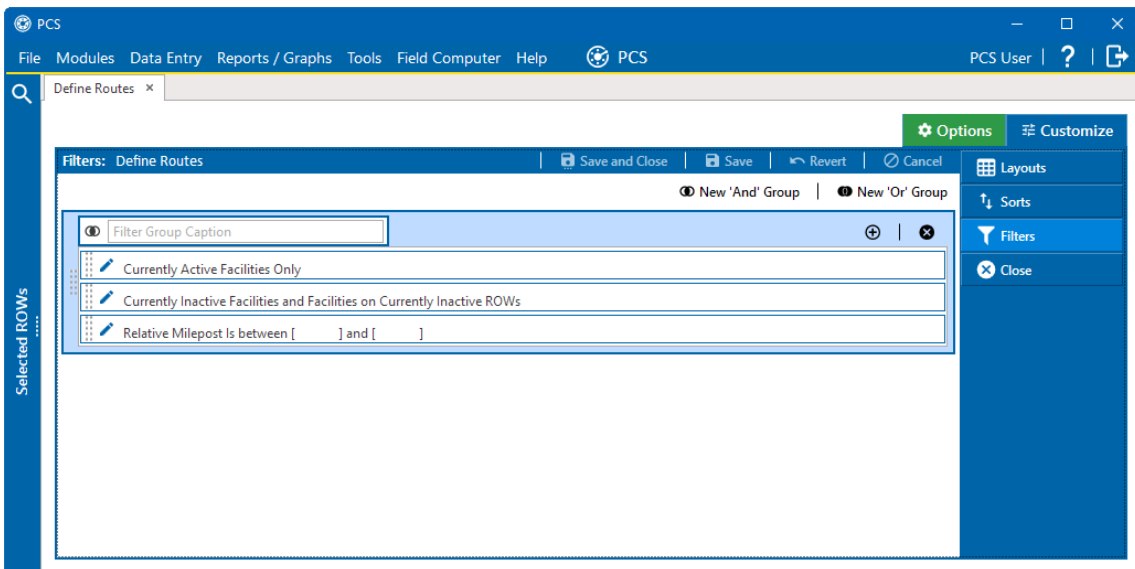 PCS
File Modules Data Entry Reports / Graphs Tools Field Computer Help PCS PCS User | ? |
Define Routes ×
Options Customize
Filters: Define Routes | Save and Close | Save | Revert | Cancel
New 'And' Group | New 'Or' Group
Filter Group Caption
Currently Active Facilities Only
Currently Inactive Facilities and Facilities on Currently Inactive ROWs
Relative Milepost Is between [ ] and [ ]
Layouts
Sorts
Filters
Close
Selected ROWs